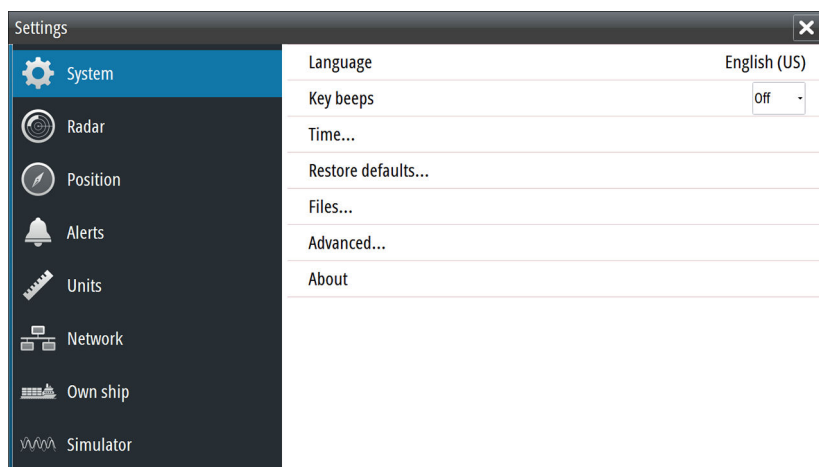 Settings
System
Radar
Position
Alerts
Units
Network
Own ship
Simulator
Language English (US)
Key beeps Off
Time...
Restore defaults...
Files...
Advanced...
About